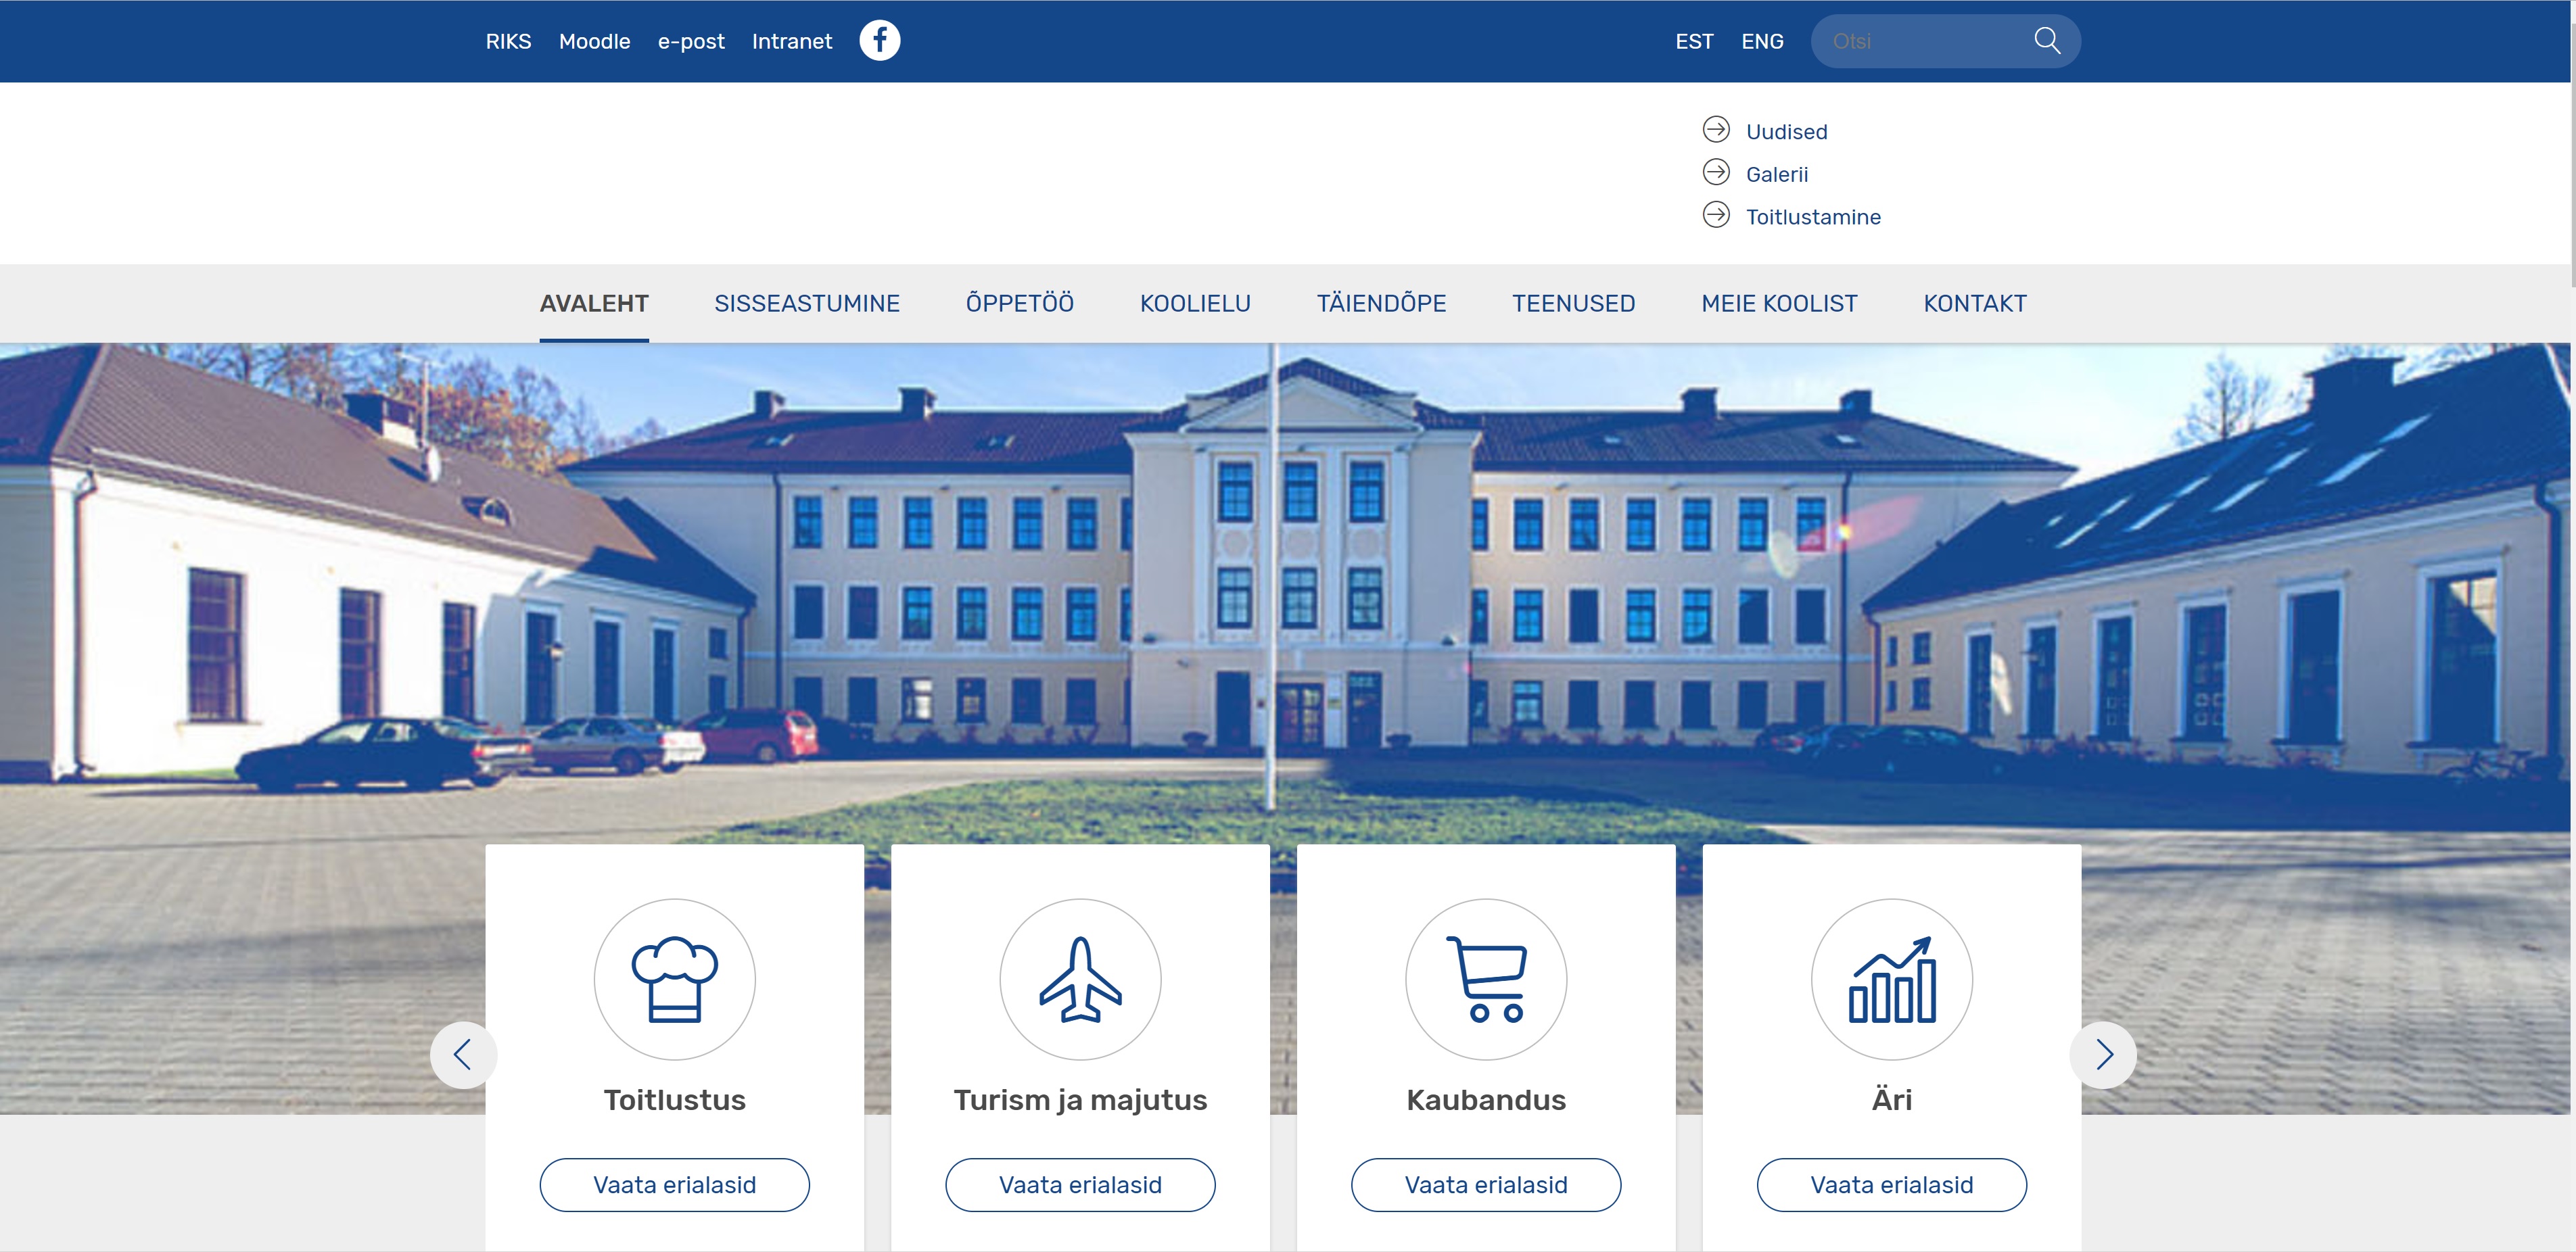 RIKS Moodle e-post Intranet EST ENG Otsi
Uudised
Galerii
Toitlustamine
AVALEHT SISSEASTUMINE ÕPPETÖÖ KOOLIELU TÄIENDÕPE TEENUSED MEIE KOOLIST KONTAKT
Toitlustus Turism ja majutus Kaubandus Äri
Vaata erialasid Vaata erialasid Vaata erialasid Vaata erialasid